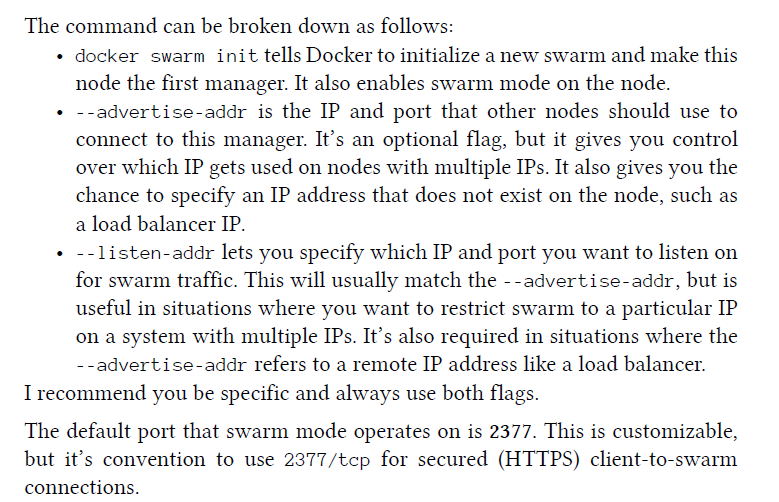 The command can be broken down as follows:
• docker swarm init tells Docker to initialize a new swarm and make this
node the first manager. It also enables swarm mode on the node.
• --advertise-addr is the IP and port that other nodes should use to
connect to this manager. It’s an optional flag, but it gives you control
over which IP gets used on nodes with multiple IPs. It also gives you the
chance to specify an IP address that does not exist on the node, such as
a load balancer IP.
• --listen-addr lets you specify which IP and port you want to listen on
for swarm traffic. This will usually match the --advertise-addr, but is
useful in situations where you want to restrict swarm to a particular IP
on a system with multiple IPs. It’s also required in situations where the
--advertise-addr refers to a remote IP address like a load balancer.
I recommend you be specific and always use both flags.
The default port that swarm mode operates on is 2377. This is customizable,
but it’s convention to use 2377/tcp for secured (HTTPS) client-to-swarm
connections.